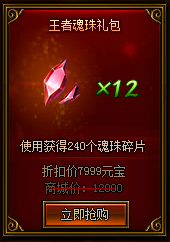 王者魂珠礼包
×12
使用获得240个魂珠碎片
折扣价7999元宝
商城价：12000
立即抢购